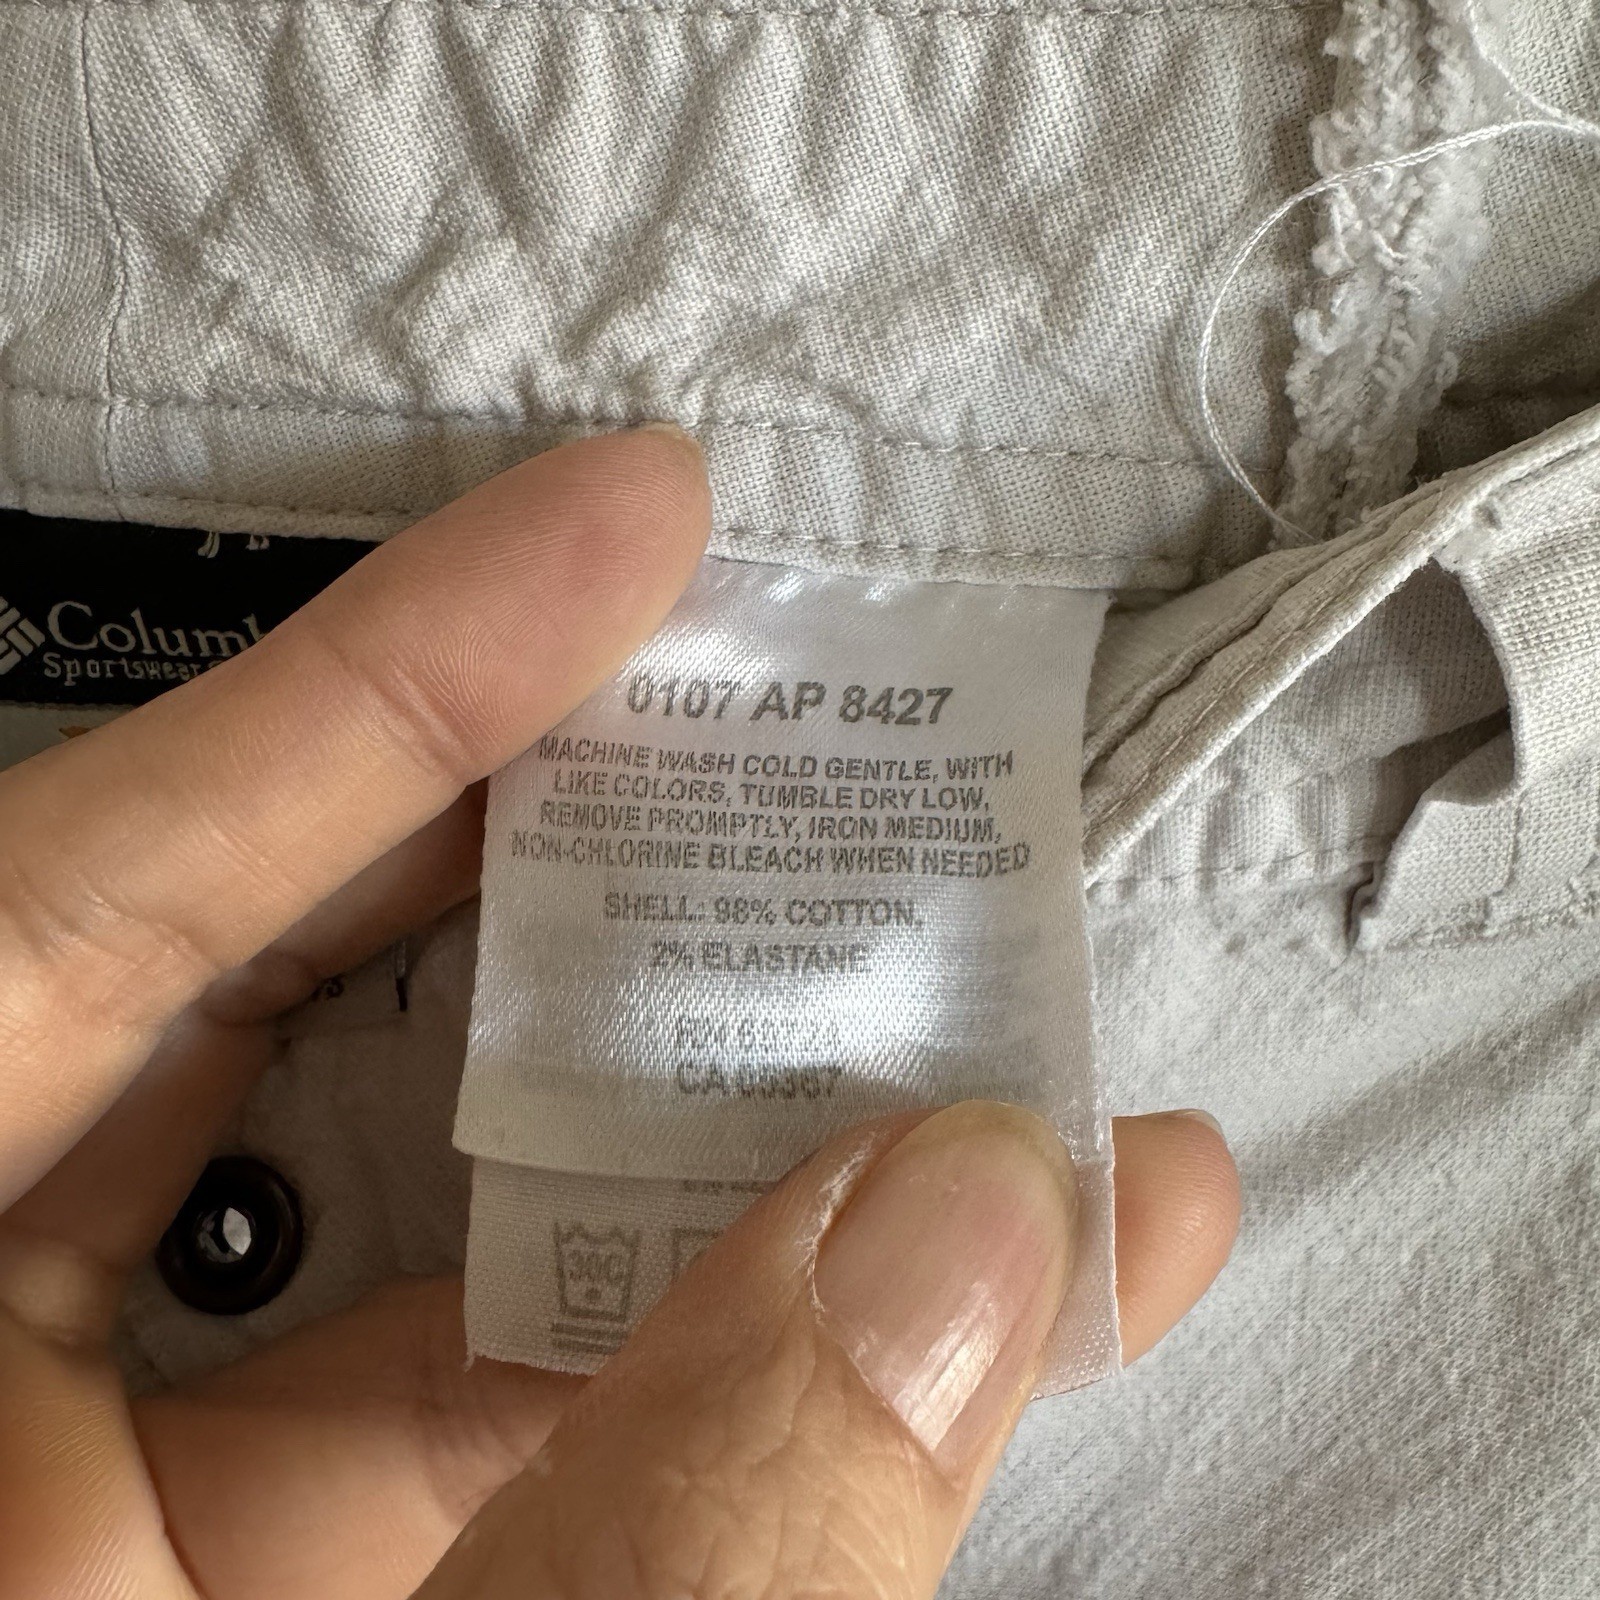 Columb
Sportswear
0107 AP 8427
MACHINE WASH COLD GENTLE, WITH
LIKE COLORS, TUMBLE DRY LOW,
REMOVE PROMPTLY, IRON MEDIUM,
NON-CHLORINE BLEACH WHEN NEEDED
SHELL: 98% COTTON,
2% ELASTANE
30C